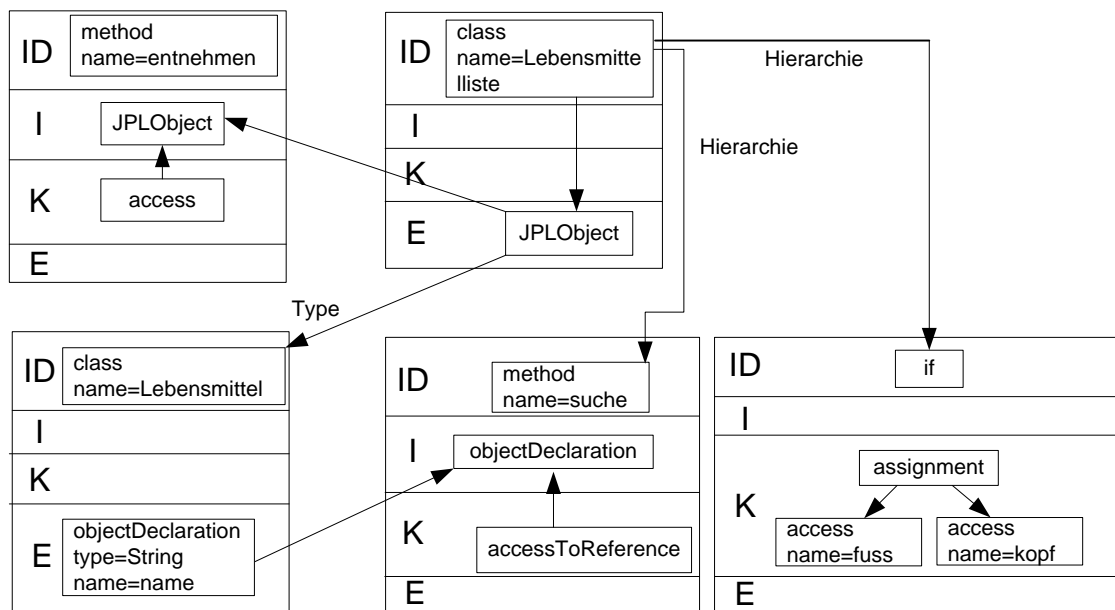 ID
method
name=entnehmen
I
JPLObject
K
access
E
ID
class
name=Lebensmitte
lliste
I
K
E
JPLObject
Hierarchie
Hierarchie
Type
ID
class
name=Lebensmittel
I
K
E
objectDeclaration
type=String
name=name
ID
method
name=suche
I
objectDeclaration
K
accessToReference
E
ID
if
I
K
assignment
access
name=fuss
access
name=kopf
E